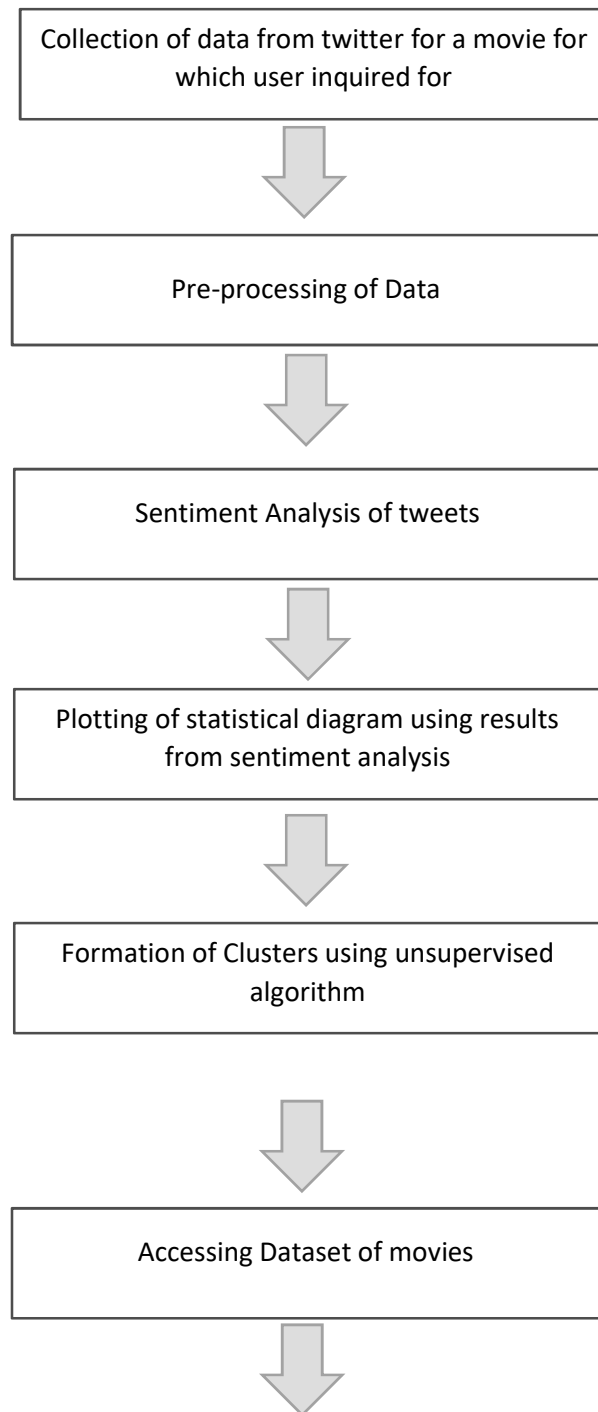 Collection of data from twitter for a movie for
which user inquired for
Pre-processing of Data
Sentiment Analysis of tweets
Plotting of statistical diagram using results
from sentiment analysis
Formation of Clusters using unsupervised
algorithm
Accessing Dataset of movies